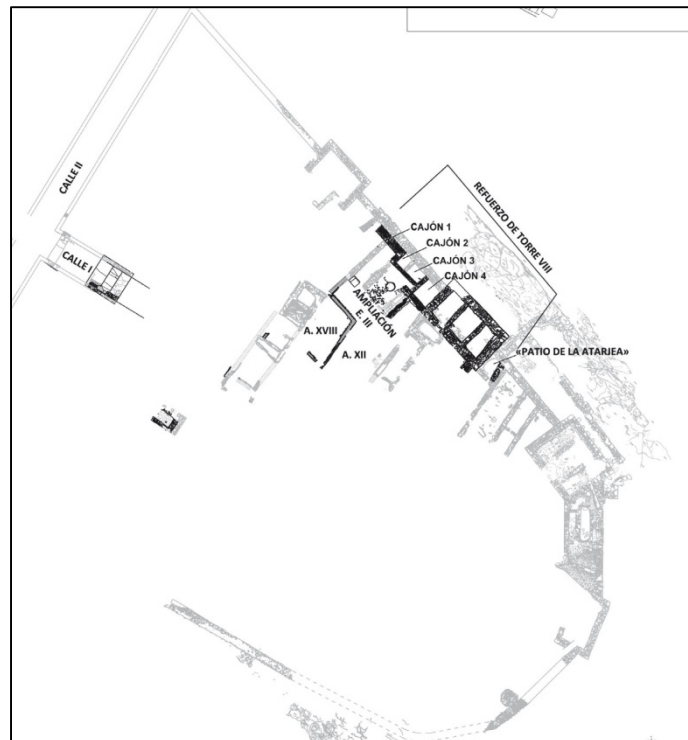 CALLE II
CALLE I
REFUERZO DE TORRE VIII
CAJÓN 1
CAJÓN 2
CAJÓN 3
CAJÓN 4
AMPLIACIÓN
E. III
A. XVIII
A. XII
«PATIO DE LA ATARJEA»